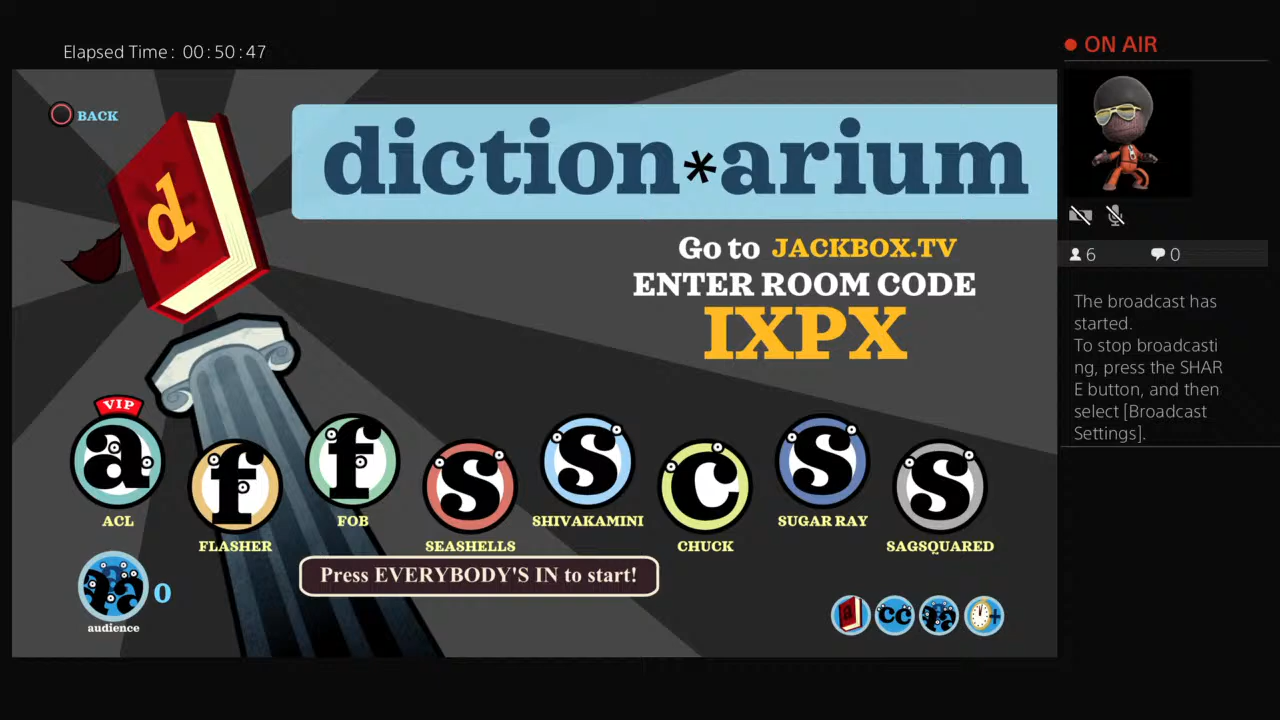 Elapsed Time: 00:50:47
ON AIR
BACK
d
diction*arium
Go to JACKBOX.TV
ENTER ROOM CODE
IXPX
6
0
The broadcast has
started.
To stop broadcasti
ng, press the SHAR
E button, and then
select [Broadcast
Settings].
VIP
a
f
f
s
s
c
s
s
ACL
FLASHER
FOB
SEASHELLS
SHIVAKAMINI
CHUCK
SUGAR RAY
SAGSQUARED
Press EVERYBODY'S IN to start!
0
audience
a
cc
+